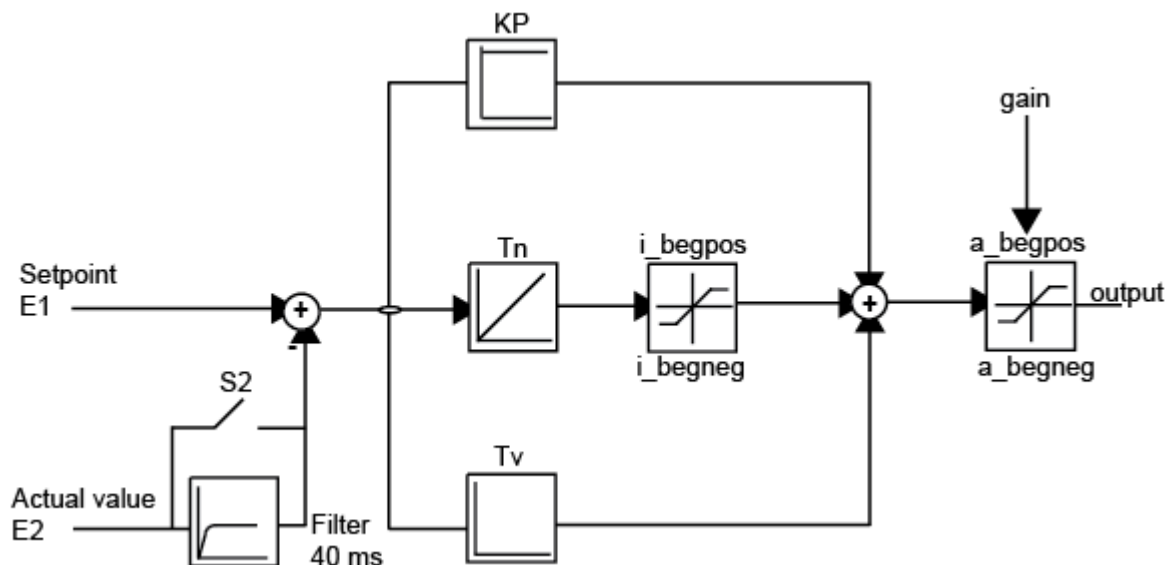 KP
gain
Tn
i_begpos
a_begpos
Setpoint
E1
+
+
output
-
i_begneg
a_begneg
S2
Tv
Actual value
E2
Filter
40 ms